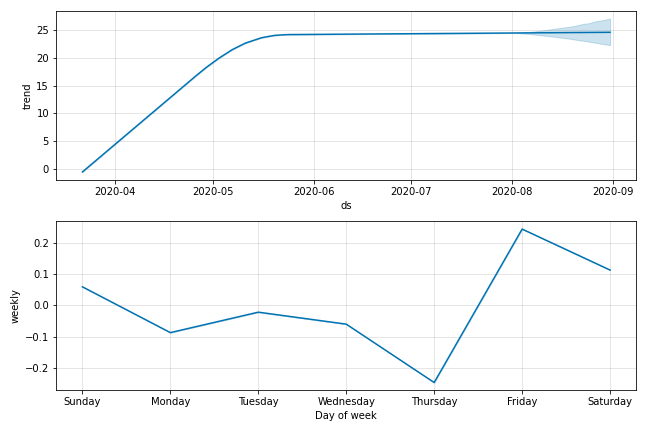 25
20
15
10
5
0
trend
2020-04 2020-05 2020-06 2020-07 2020-08 2020-09
ds
0.2
0.1
0.0
−0.1
−0.2
weekly
Sunday Monday Tuesday Wednesday Thursday Friday Saturday
Day of week